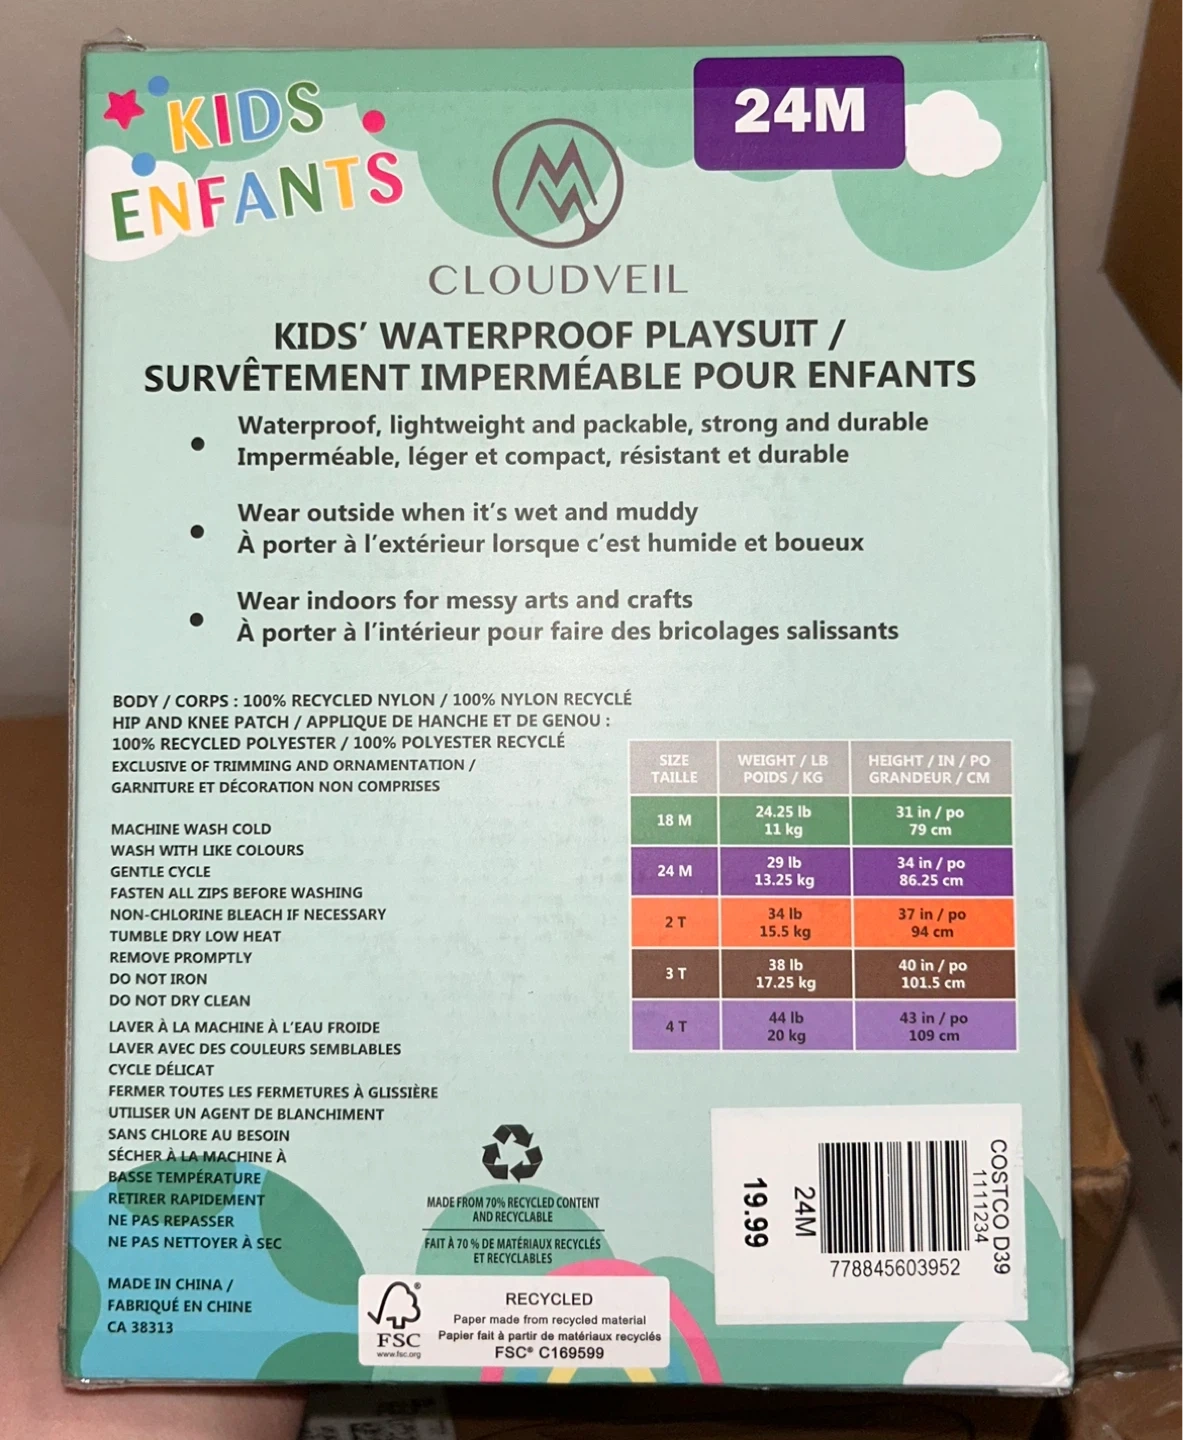 KIDS
ENFANTS
24M
CLOUDVEIL
KIDS' WATERPROOF PLAYSUIT /
SURVÊTEMENT IMPERMÉABLE POUR ENFANTS
Waterproof, lightweight and packable, strong and durable
Imperméable, léger et compact, résistant et durable
Wear outside when it's wet and muddy
À porter à l'extérieur lorsque c'est humide et boueux
Wear indoors for messy arts and crafts
À porter à l'intérieur pour faire des bricolages salissants
BODY / CORPS : 100% RECYCLED NYLON / 100% NYLON RECYCLÉ
HIP AND KNEE PATCH / APPLIQUE DE HANCHE ET DE GENOU :
100% RECYCLED POLYESTER / 100% POLYESTER RECYCLÉ
EXCLUSIVE OF TRIMMING AND ORNAMENTATION /
GARNITURE ET DÉCORATION NON COMPRISES
MACHINE WASH COLD
WASH WITH LIKE COLOURS
GENTLE CYCLE
FASTEN ALL ZIPS BEFORE WASHING
NON-CHLORINE BLEACH IF NECESSARY
TUMBLE DRY LOW HEAT
REMOVE PROMPTLY
DO NOT IRON
DO NOT DRY CLEAN
LAVER À LA MACHINE À L'EAU FROIDE
LAVER AVEC DES COULEURS SEMBLABLES
CYCLE DÉLICAT
FERMER TOUTES LES FERMETURES À GLISSIÈRE
UTILISER UN AGENT DE BLANCHIMENT
SANS CHLORE AU BESOIN
SÉCHER À LA MACHINE À
BASSE TEMPÉRATURE
RETIRER RAPIDEMENT
NE PAS REPASSER
NE PAS NETTOYER À SEC
MADE IN CHINA /
FABRIQUÉ EN CHINE
CA 38313
SIZE WEIGHT / LB HEIGHT / IN / PO
TAILLE POIDS / KG GRANDEUR / CM
18 M 24.25 lb 31 in / po
11 kg 79 cm
24 M 29 lb 34 in / po
13.25 kg 86.25 cm
2 T 34 lb 37 in / po
15.5 kg 94 cm
3 T 38 lb 40 in / po
17.25 kg 101.5 cm
4 T 44 lb 43 in / po
20 kg 109 cm
MADE FROM 70% RECYCLED CONTENT
AND RECYCLABLE
FAIT À 70 % DE MATÉRIAUX RECYCLÉS
ET RECYCLABLES
FSC
www.fsc.org
RECYCLED
Paper made from recycled material
Papier fait à partir de matériaux recyclés
FSC® C169599
COSTCO D39
1111234
778845603952
24M
19.99